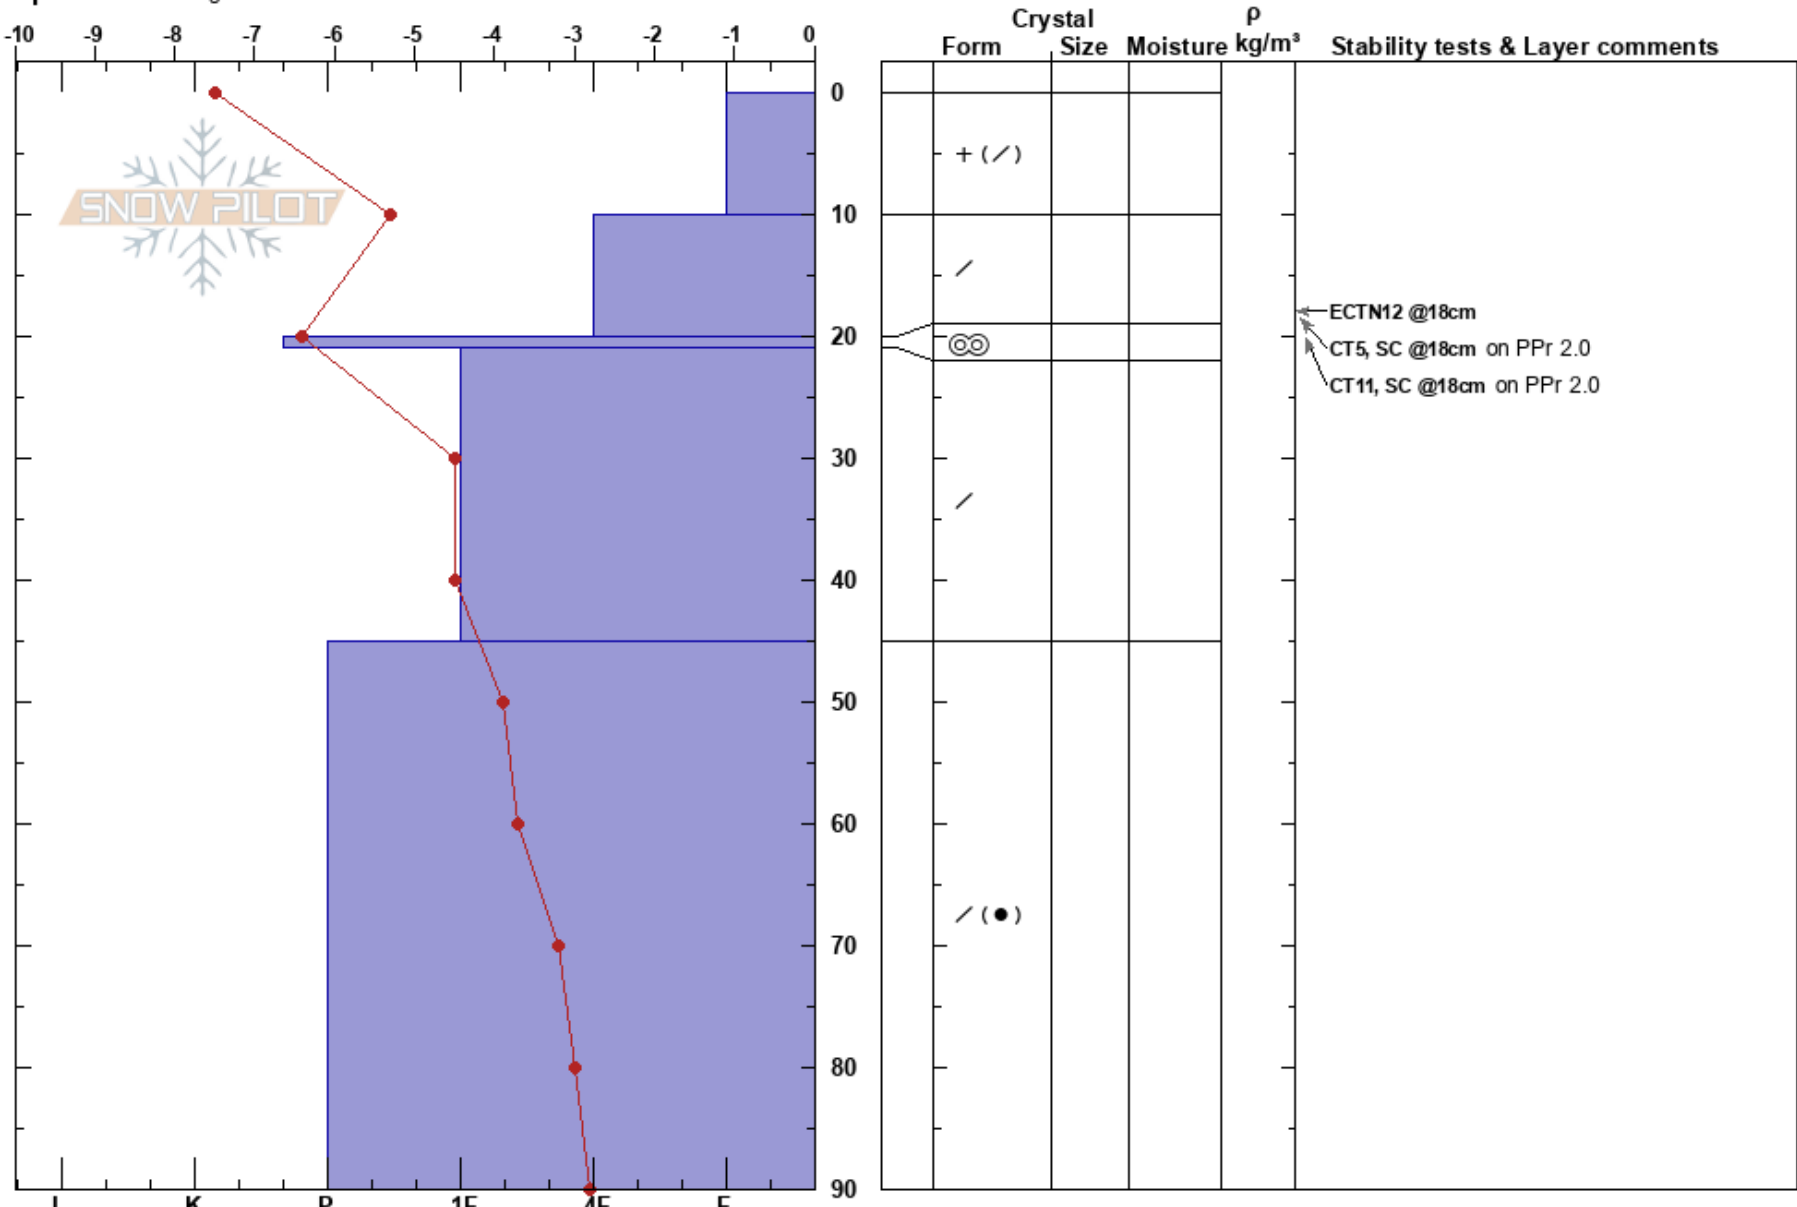 -10 -9 -8 -7 -6 -5 -4 -3 -2 -1 0
Crystal
Form Size Moisture ρ kg/m³ Stability tests & Layer comments
SNOW PILOT
0
+ (∕)
10
∕
ECTN12 @18cm
20
CT5, SC @18cm on PPr 2.0
CT11, SC @18cm on PPr 2.0
30
∕
40
50
60
∕ (●)
70
80
90
K P 1F 4F F